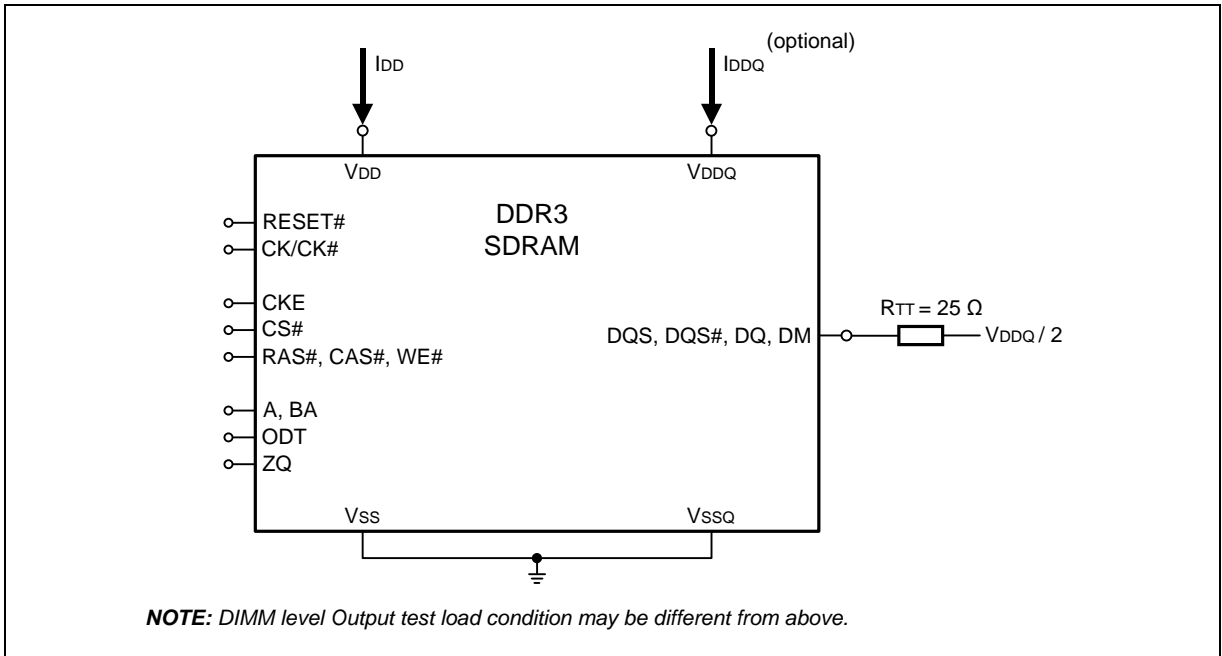 (optional)
IDD
IDDQ
VDD
VDDQ
DDR3
SDRAM
RESET#
CK/CK#
CKE
CS#
RAS#, CAS#, WE#
A, BA
ODT
ZQ
DQS, DQS#, DQ, DM
RTT = 25 Ω
VDDQ / 2
VSS
VSSQ
NOTE: DIMM level Output test load condition may be different from above.